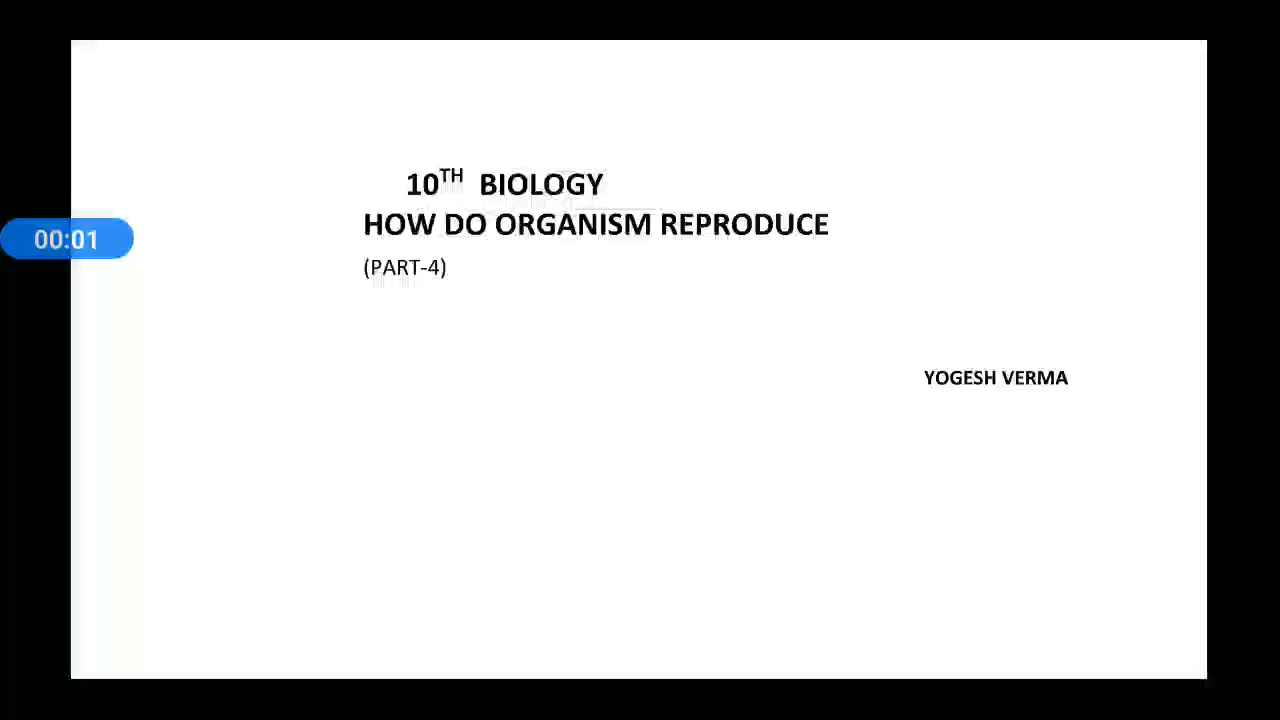 10TH BIOLOGY
HOW DO ORGANISM REPRODUCE
00:01
(PART-4)
YOGESH VERMA